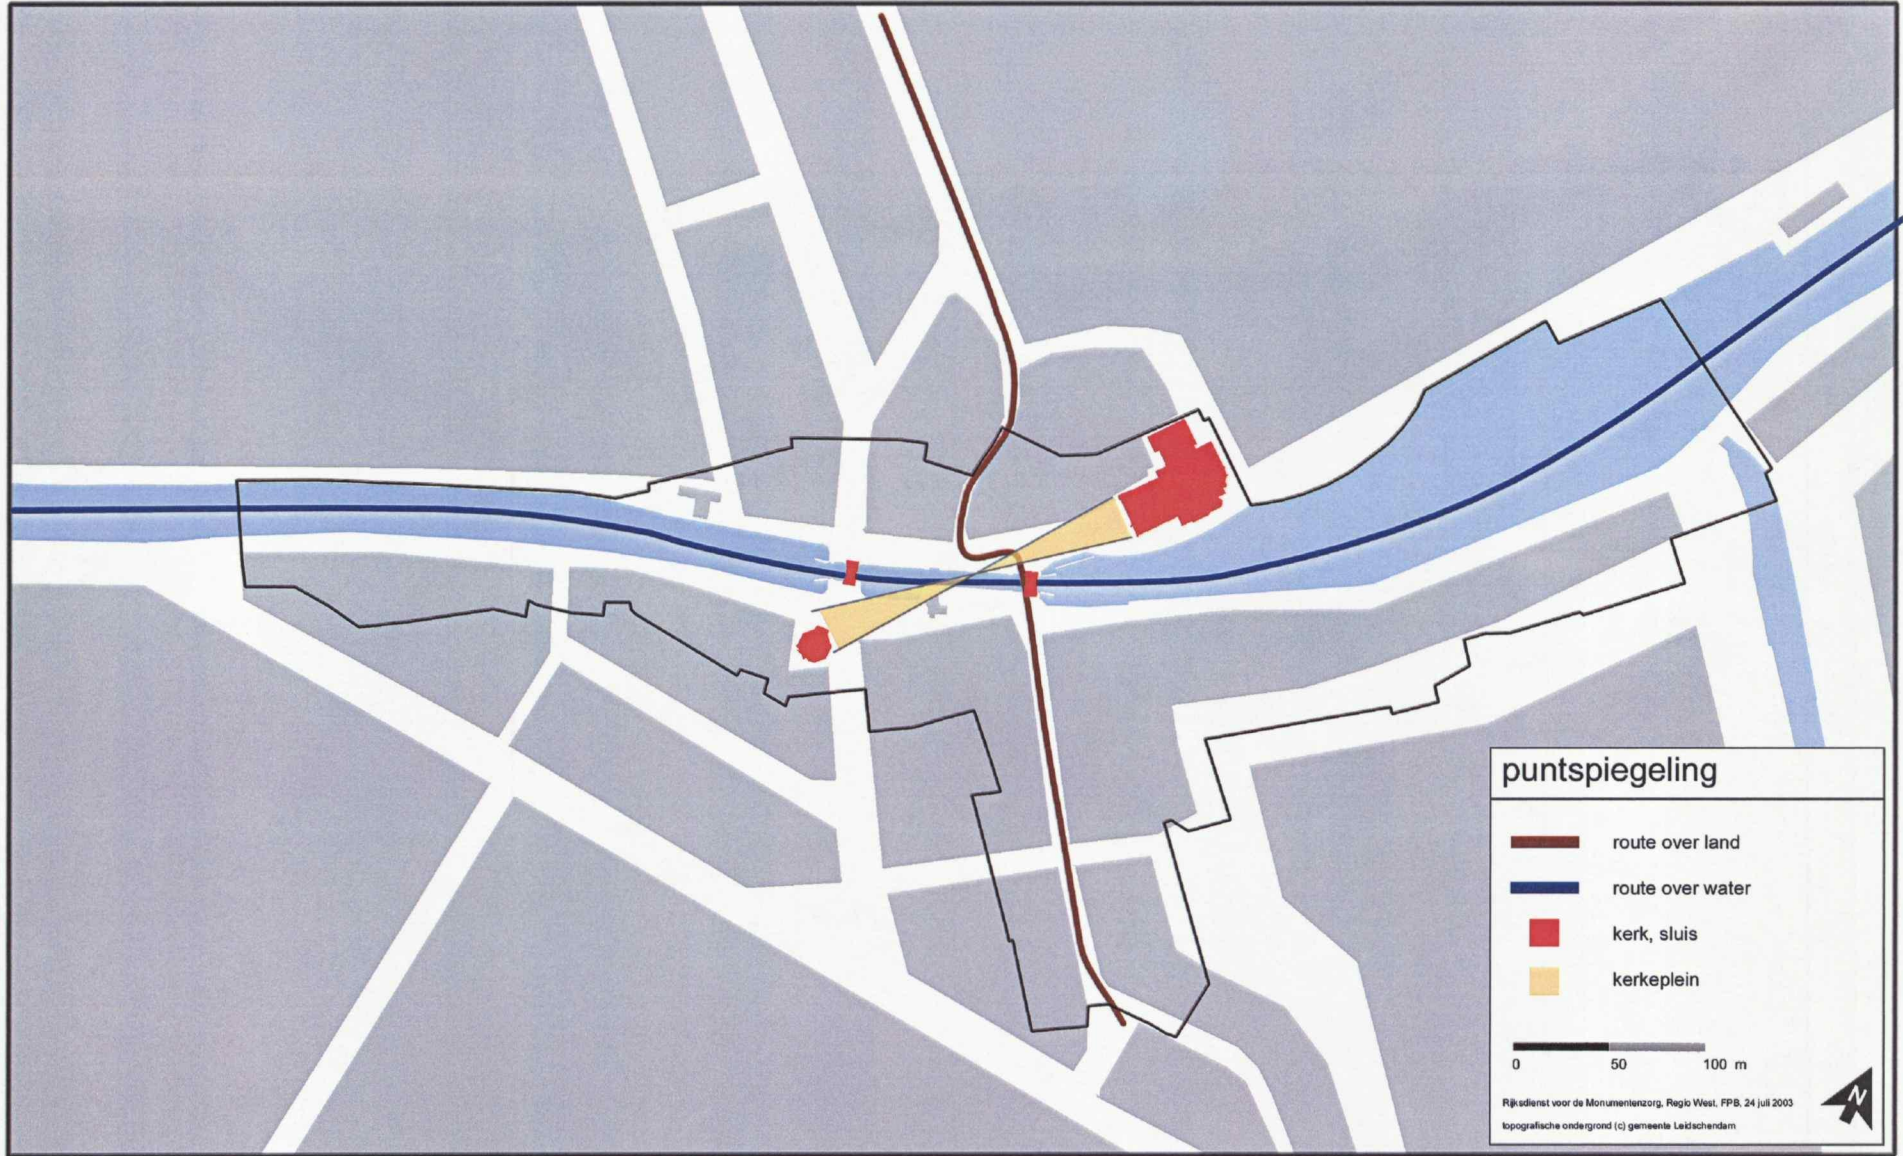 puntspiegeling
route over land
route over water
kerk, sluis
kerkeplein
0 50 100 m
N
Rijksdienst voor de Monumentenzorg, Regio West, FPB, 24 juli 2003
topografische ondergrond (c) gemeente Leidschendam